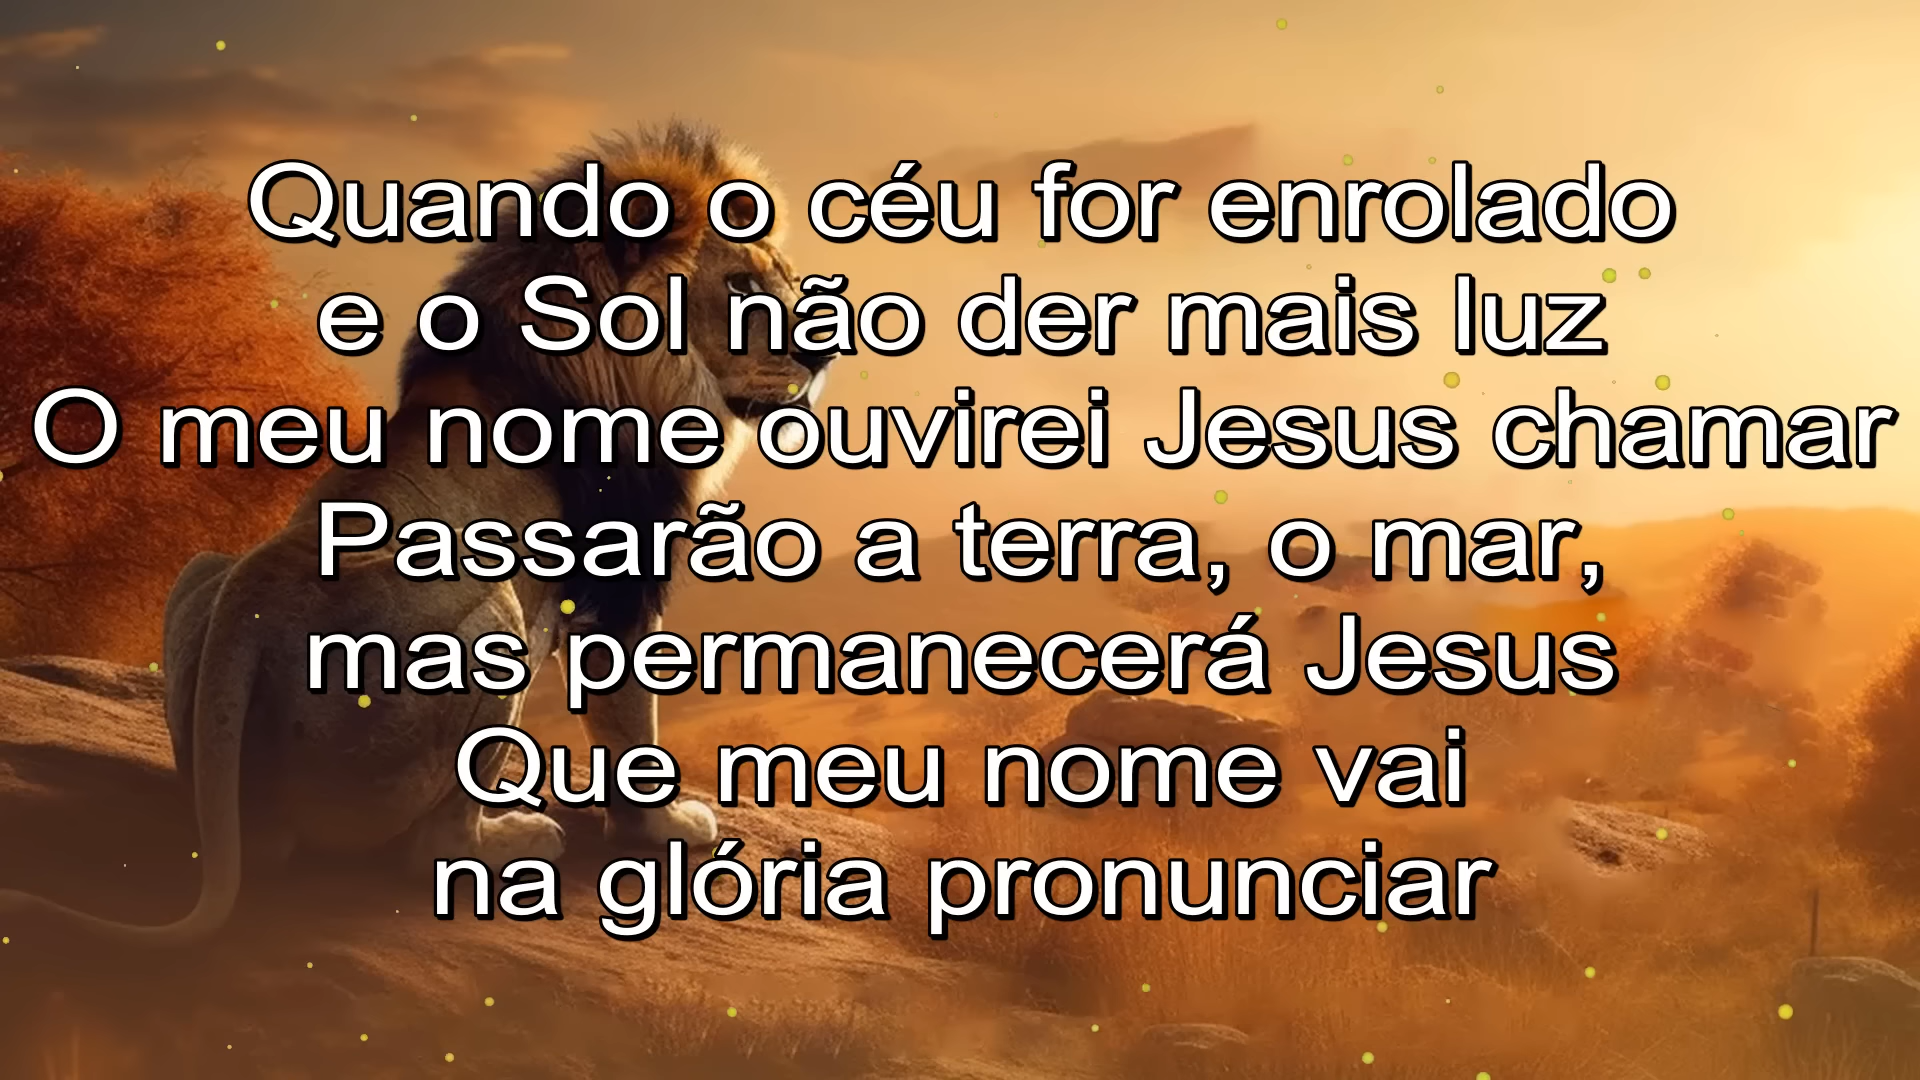 Quando o céu for enrolado
e o Sol não der mais luz
O meu nome ouvirei Jesus chamar
Passarão a terra, o mar,
mas permanecerá Jesus
Que meu nome vai
na glória pronunciar